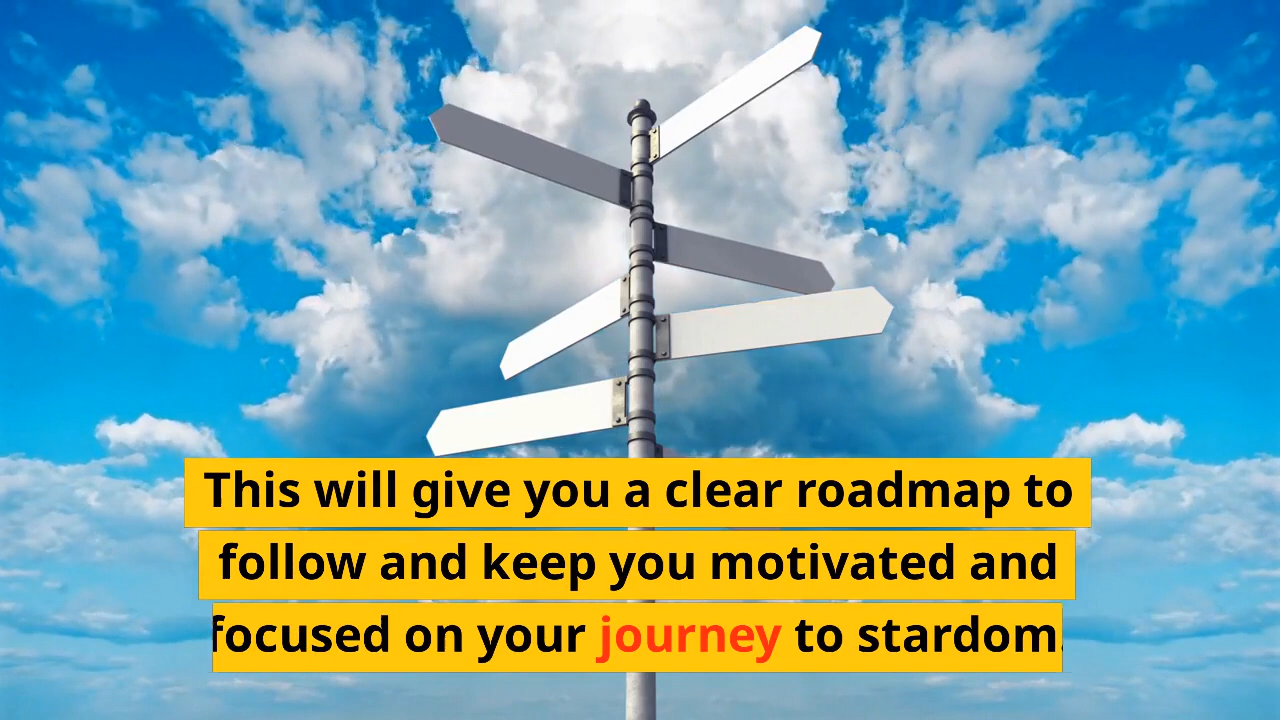 This will give you a clear roadmap to
follow and keep you motivated and
focused on your journey to stardom.